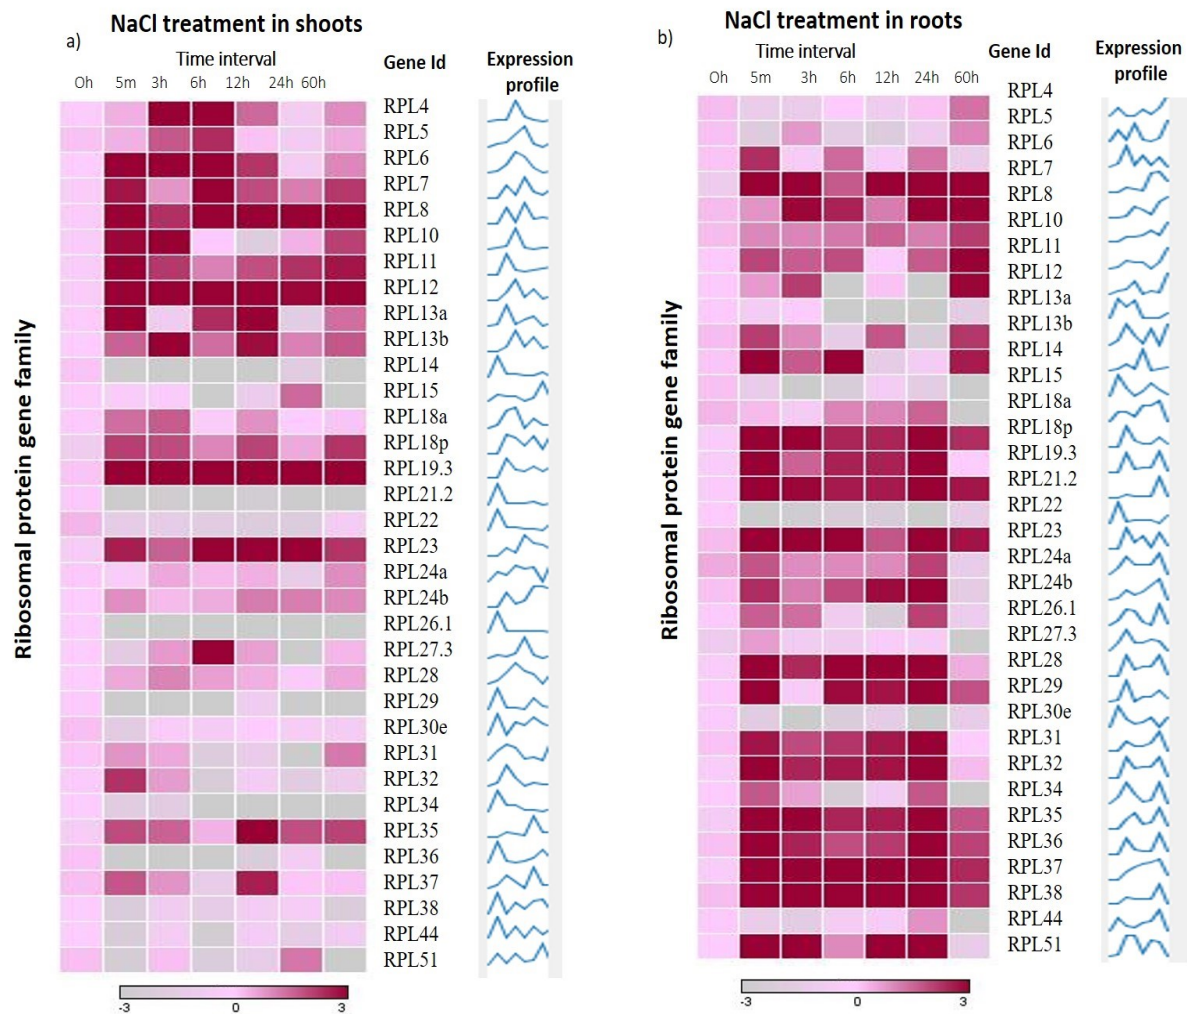 NaCl treatment in shoots
a)
Time interval
Gene Id
Expression
profile
0h 5m 3h 6h 12h 24h 60h
RPL4
RPL5
RPL6
RPL7
RPL8
RPL10
RPL11
RPL12
RPL13a
RPL13b
RPL14
RPL15
RPL18a
RPL18p
RPL19.3
RPL21.2
RPL22
RPL23
RPL24a
RPL24b
RPL26.1
RPL27.3
RPL28
RPL29
RPL30e
RPL31
RPL32
RPL34
RPL35
RPL36
RPL37
RPL38
RPL44
RPL51
Ribosomal protein gene family
-3 0 3
NaCl treatment in roots
b)
Time interval
Gene Id
Expression
profile
0h 5m 3h 6h 12h 24h 60h
RPL4
RPL5
RPL6
RPL7
RPL8
RPL10
RPL11
RPL12
RPL13a
RPL13b
RPL14
RPL15
RPL18a
RPL18p
RPL19.3
RPL21.2
RPL22
RPL23
RPL24a
RPL24b
RPL26.1
RPL27.3
RPL28
RPL29
RPL30e
RPL31
RPL32
RPL34
RPL35
RPL36
RPL37
RPL38
RPL44
RPL51
Ribosomal protein gene family
-3 0 3